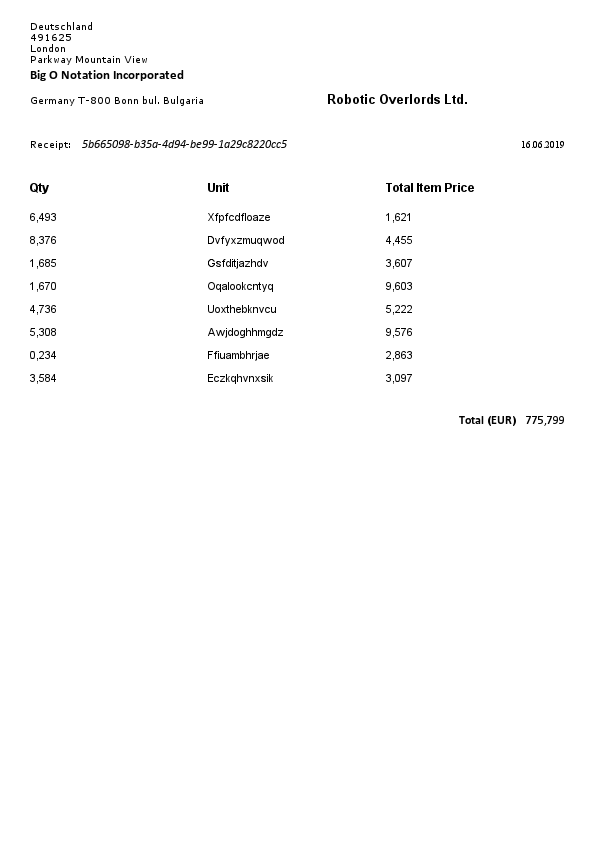 Deutschland
491625
London
Parkway Mountain View
Big O Notation Incorporated
Germany T-800 Bonn bul. Bulgaria Robotic Overlords Ltd.
Receipt: 5b665098-b35a-4d94-be99-1a29c8220cc5 16.06.2019
Qty Unit Total Item Price
6,493 Xfpfcdfloaze 1,621
8,376 Dvfyxzmuqwod 4,455
1,685 Gsfditjazhdv 3,607
1,670 Oqalookcntyq 9,603
4,736 Uoxthebknvcu 5,222
5,308 Awjdoghhmgdz 9,576
0,234 Ffiuambhrjae 2,863
3,584 Eczkqhvnxsik 3,097
Total (EUR) 775,799